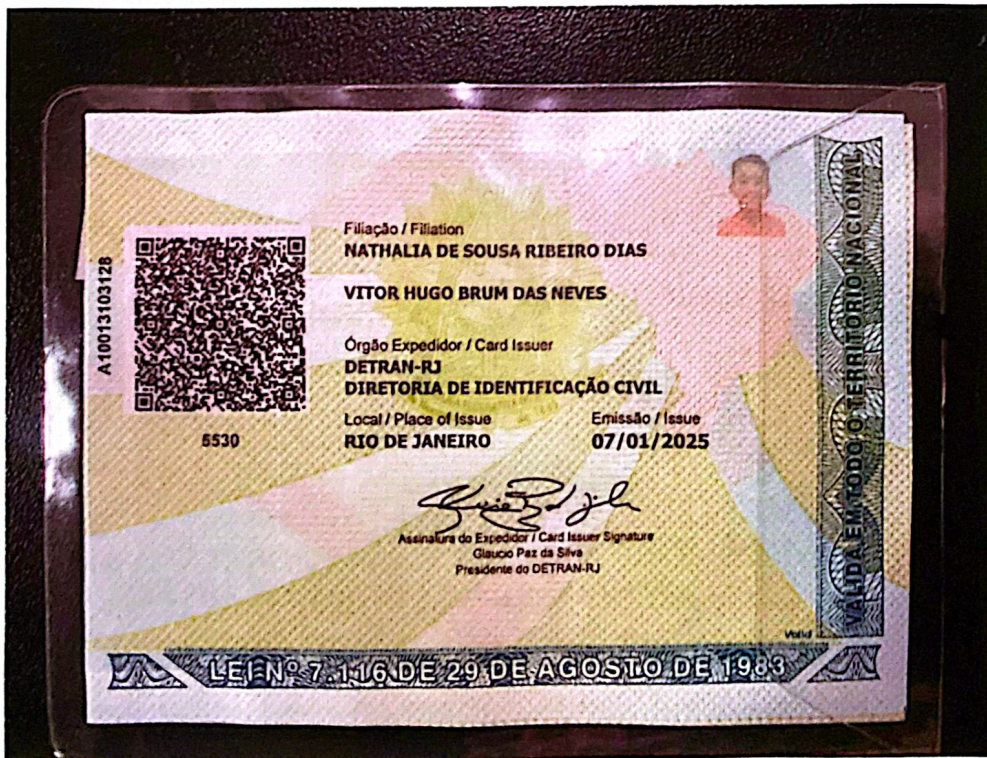 Filiação / Filiation
NATHALIA DE SOUSA RIBEIRO DIAS
VITOR HUGO BRUM DAS NEVES
Órgão Expedidor / Card Issuer
DETRAN-RJ
DIRETORIA DE IDENTIFICAÇÃO CIVIL
Local / Place of Issue
RIO DE JANEIRO
Emissão / Issue
07/01/2025
A10013103128
5530
Assinatura do Expedidor / Card Issuer Signature
Glaucio Paz da Silva
Presidente do DETRAN-RJ
VÁLIDA EM TODO O TERRITÓRIO NACIONAL
Valid
LEI Nº 7.116 DE 29 DE AGOSTO DE 1983